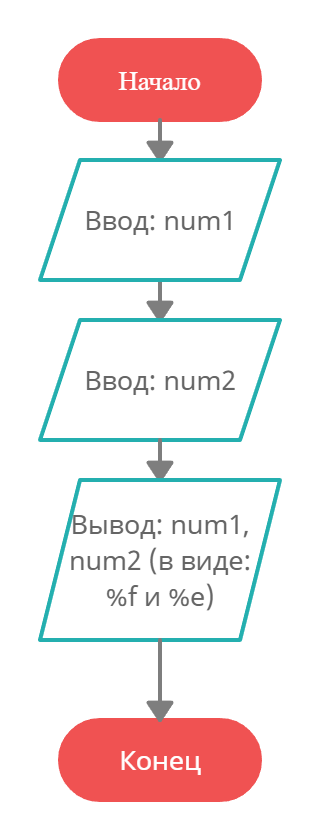 Начало
Ввод: num1
Ввод: num2
Вывод: num1,
num2 (в виде:
%f и %e)
Конец